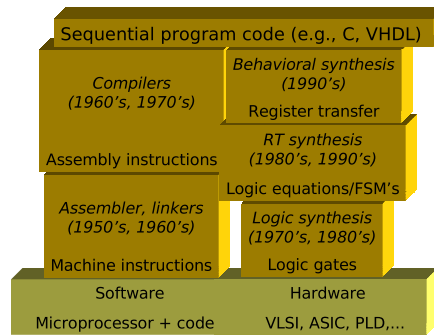 Sequential program code (e.g., C, VHDL)
Compilers
(1960's, 1970's)
Assembly instructions
Assembler, linkers
(1950's, 1960's)
Machine instructions
Behavioral synthesis
(1990's)
Register transfer
RT synthesis
(1980's, 1990's)
Logic equations/FSM's
Logic synthesis
(1970's, 1980's)
Logic gates
Software
Microprocessor + code
Hardware
VLSI, ASIC, PLD,...